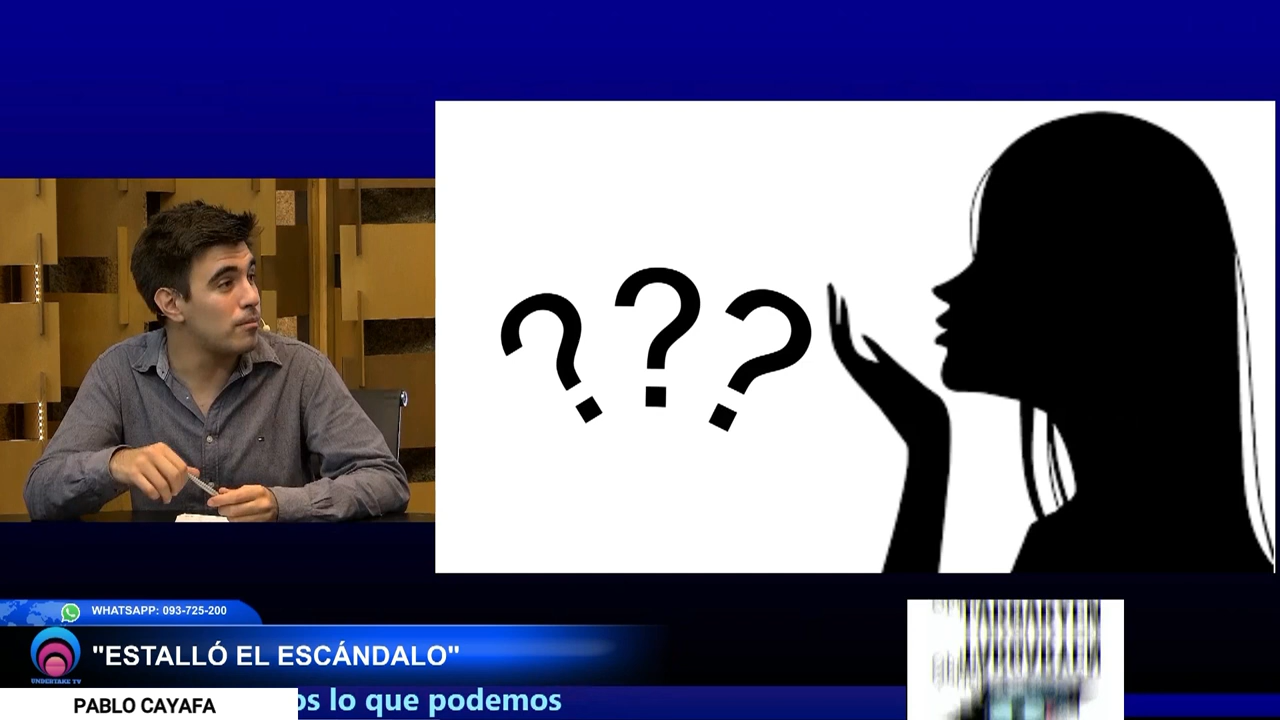 ? ? ?
WHATSAPP: 093-725-200
"ESTALLÓ EL ESCÁNDALO"
UNDERTAKE TV
os lo que podemos
PABLO CAYAFA